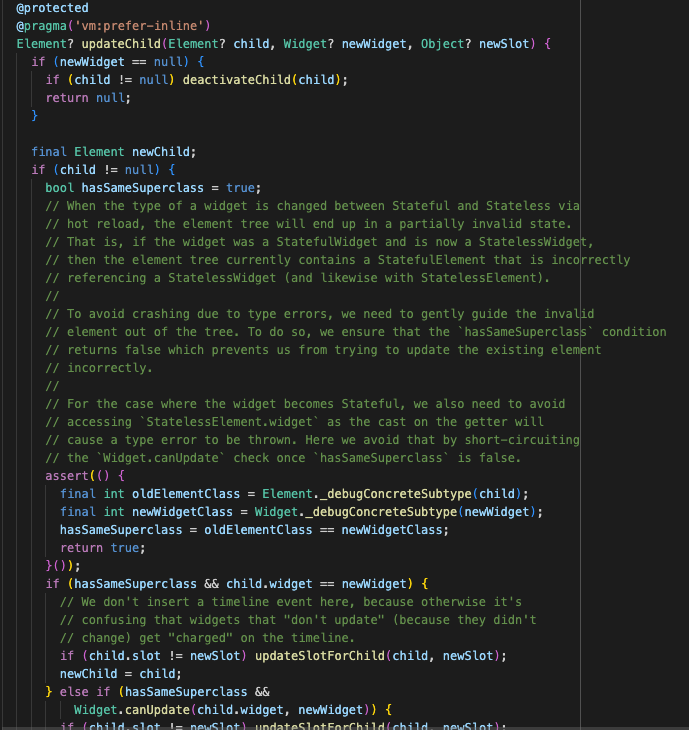 @protected
@pragma('vm:prefer-inline')
Element? updateChild(Element? child, Widget? newWidget, Object? newSlot) {
  if (newWidget == null) {
    if (child != null) deactivateChild(child);
    return null;
  }

  final Element newChild;
  if (child != null) {
    bool hasSameSuperclass = true;
    // When the type of a widget is changed between Stateful and Stateless via
    // hot reload, the element tree will end up in a partially invalid state.
    // That is, if the widget was a StatefulWidget and is now a StatelessWidget,
    // then the element tree currently contains a StatefulElement that is incorrectly
    // referencing a StatelessWidget (and likewise with StatelessElement).
    //
    // To avoid crashing due to type errors, we need to gently guide the invalid
    // element out of the tree. To do so, we ensure that the `hasSameSuperclass` condition
    // returns false which prevents us from trying to update the existing element
    // incorrectly.
    //
    // For the case where the widget becomes Stateful, we also need to avoid
    // accessing `StatelessElement.widget` as the cast on the getter will
    // cause a type error to be thrown. Here we avoid that by short-circuiting
    // the `Widget.canUpdate` check once `hasSameSuperclass` is false.
    assert(() {
      final int oldElementClass = Element._debugConcreteSubtype(child);
      final int newWidgetClass = Widget._debugConcreteSubtype(newWidget);
      hasSameSuperclass = oldElementClass == newWidgetClass;
      return true;
    }());
    if (hasSameSuperclass && child.widget == newWidget) {
      // We don't insert a timeline event here, because otherwise it's
      // confusing that widgets that "don't update" (because they didn't
      // change) get "charged" on the timeline.
      if (child.slot != newSlot) updateSlotForChild(child, newSlot);
      newChild = child;
    } else if (hasSameSuperclass &&
        Widget.canUpdate(child.widget, newWidget)) {
      if (child.slot != newSlot) updateSlotForChild(child, newSlot);